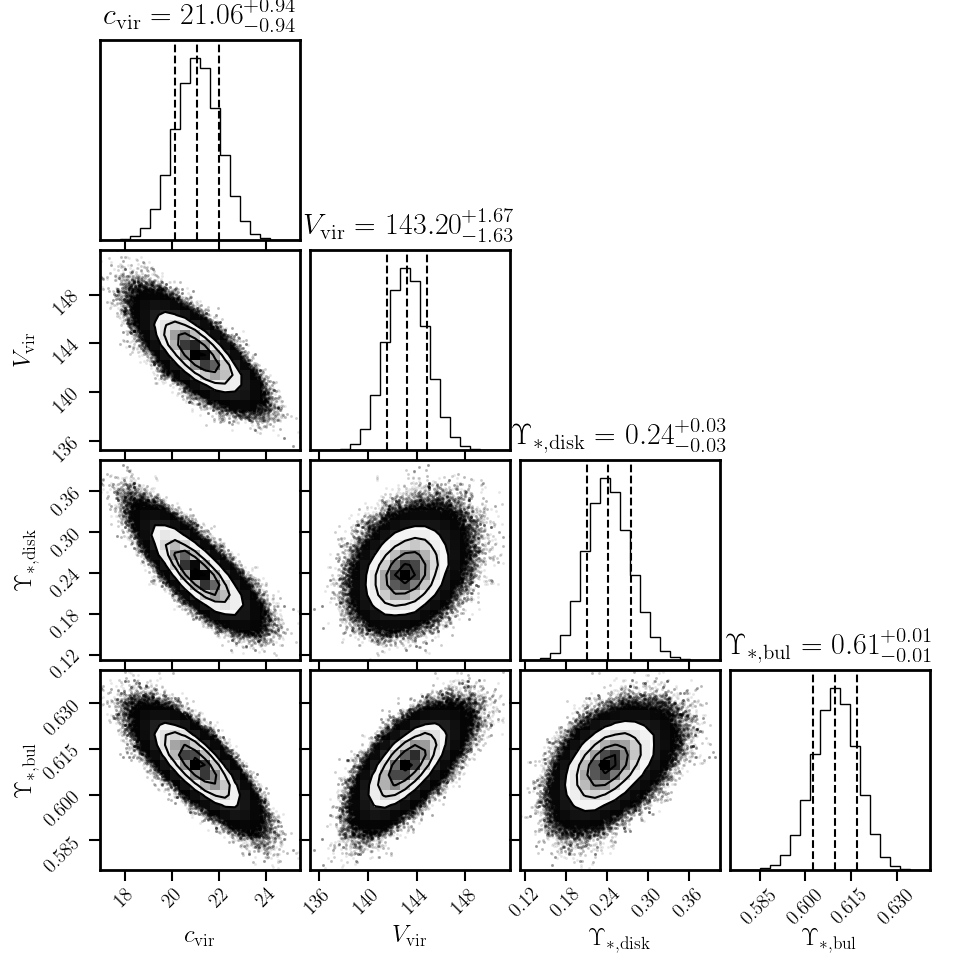 c_vir = 21.06^{+0.94}_{-0.94}
V_vir = 143.20^{+1.67}_{-1.63}
148
144
140
136
V_vir
Υ_{*,disk} = 0.24^{+0.03}_{-0.03}
0.36
0.30
0.24
0.18
0.12
Υ_{*,disk}
Υ_{*,bul} = 0.61^{+0.01}_{-0.01}
0.630
0.615
0.600
0.585
Υ_{*,bul}
18 20 22 24
136 140 144 148
0.12 0.18 0.24 0.30 0.36
0.585 0.600 0.615 0.630
c_vir
V_vir
Υ_{*,disk}
Υ_{*,bul}